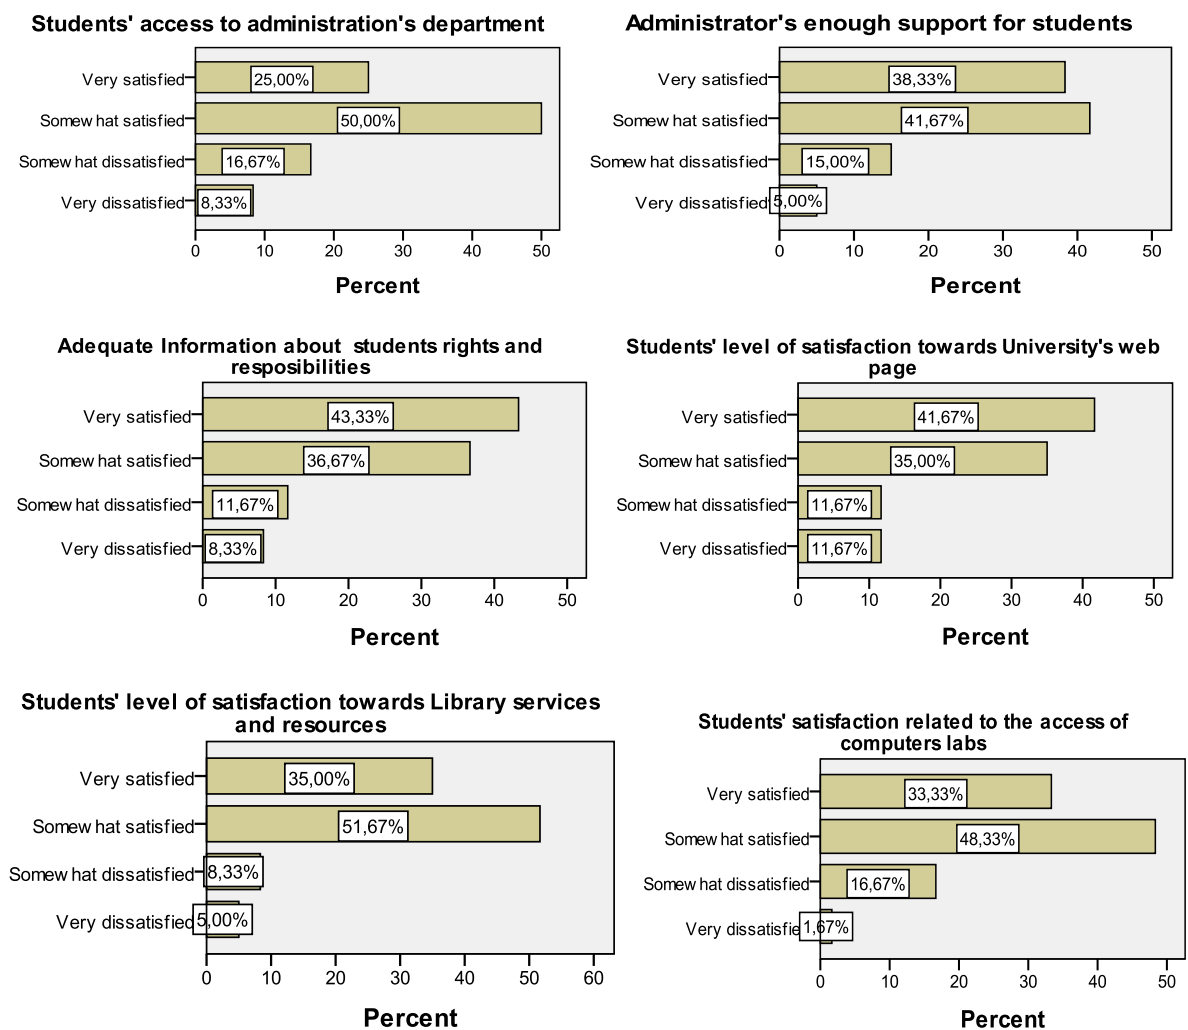 Students' access to administration's department
Very satisfied
25,00%
Somew hat satisfied
50,00%
Somew hat dissatisfied
16,67%
Very dissatisfied
8,33%
0 10 20 30 40 50
Percent
Administrator's enough support for students
Very satisfied
38,33%
Somew hat satisfied
41,67%
Somew hat dissatisfied
15,00%
Very dissatisfied
5,00%
0 10 20 30 40 50
Percent
Adequate Information about students rights and
resposibilities
Very satisfied
43,33%
Somew hat satisfied
36,67%
Somew hat dissatisfied
11,67%
Very dissatisfied
8,33%
0 10 20 30 40 50
Percent
Students' level of satisfaction towards University's web
page
Very satisfied
41,67%
Somew hat satisfied
35,00%
Somew hat dissatisfied
11,67%
Very dissatisfied
11,67%
0 10 20 30 40 50
Percent
Students' level of satisfaction towards Library services
and resources
Very satisfied
35,00%
Somew hat satisfied
51,67%
Somew hat dissatisfied
8,33%
Very dissatisfied
5,00%
0 10 20 30 40 50 60
Percent
Students' satisfaction related to the access of
computers labs
Very satisfied
33,33%
Somew hat satisfied
48,33%
Somew hat dissatisfied
16,67%
Very dissatisfie
1,67%
0 10 20 30 40 50
Percent